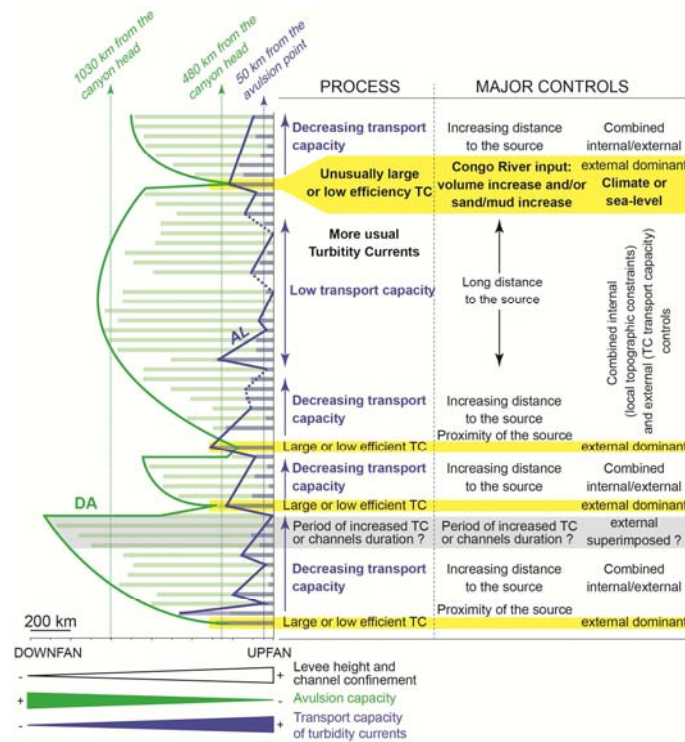 1030 km from the
canyon head
480 km from the
canyon head
50 km from the
avulsion point
PROCESS
MAJOR CONTROLS
Decreasing transport
capacity
Increasing distance
to the source
Combined
internal/external
Unusually large
or low efficiency TC
Congo River input:
volume increase and/or
sand/mud increase
external dominant
Climate or
sea-level
More usual
Turbitity Currents
Low transport capacity
Long distance
to the source
Combined internal
(local topographic constraints)
and external (TC transport capacity)
controls
AL
Decreasing transport
capacity
Increasing distance
to the source
Proximity of the source
Large or low efficient TC
external dominant
Decreasing transport
capacity
Increasing distance
to the source
Combined
internal/external
Large or low efficient TC
external dominant
DA
Period of increased TC
or channels duration ?
Period of increased TC
or channels duration ?
external
superimposed ?
Decreasing transport
capacity
Increasing distance
to the source
Combined
internal/external
Proximity of the source
Large or low efficient TC
external dominant
200 km
DOWNFAN
UPFAN
- + Levee height and
channel confinement
+ - Avulsion capacity
- + Transport capacity
of turbidity currents